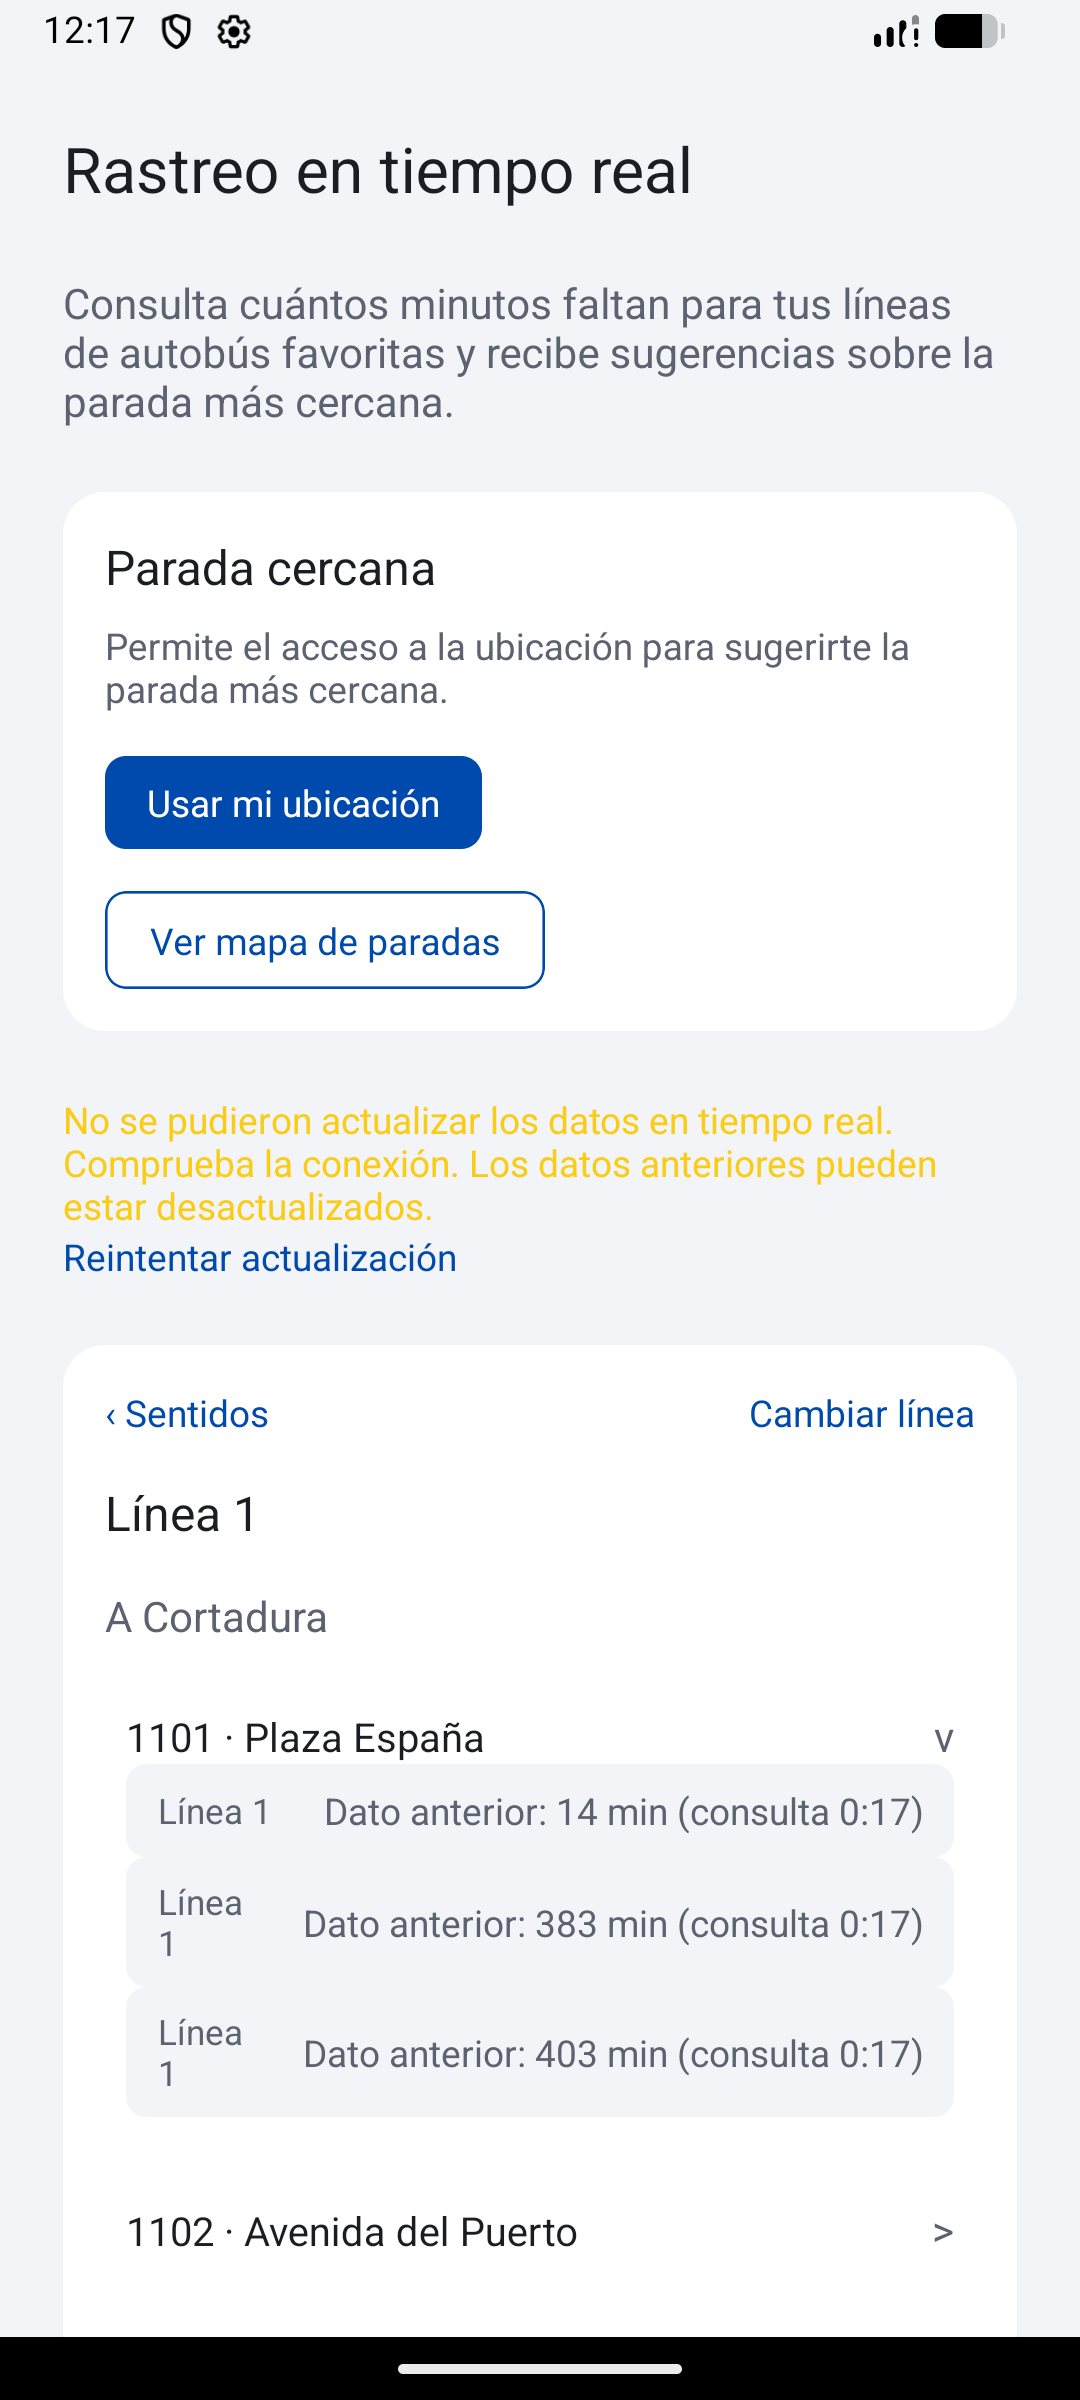 12:17
Rastreo en tiempo real
Consulta cuántos minutos faltan para tus líneas
de autobús favoritas y recibe sugerencias sobre la
parada más cercana.
Parada cercana
Permite el acceso a la ubicación para sugerirte la
parada más cercana.
Usar mi ubicación
Ver mapa de paradas
No se pudieron actualizar los datos en tiempo real.
Comprueba la conexión. Los datos anteriores pueden
estar desactualizados.
Reintentar actualización
‹ Sentidos Cambiar línea
Línea 1
A Cortadura
1101 · Plaza España v
Línea 1 Dato anterior: 14 min (consulta 0:17)
Línea
1
Dato anterior: 383 min (consulta 0:17)
Línea
1
Dato anterior: 403 min (consulta 0:17)
1102 · Avenida del Puerto >